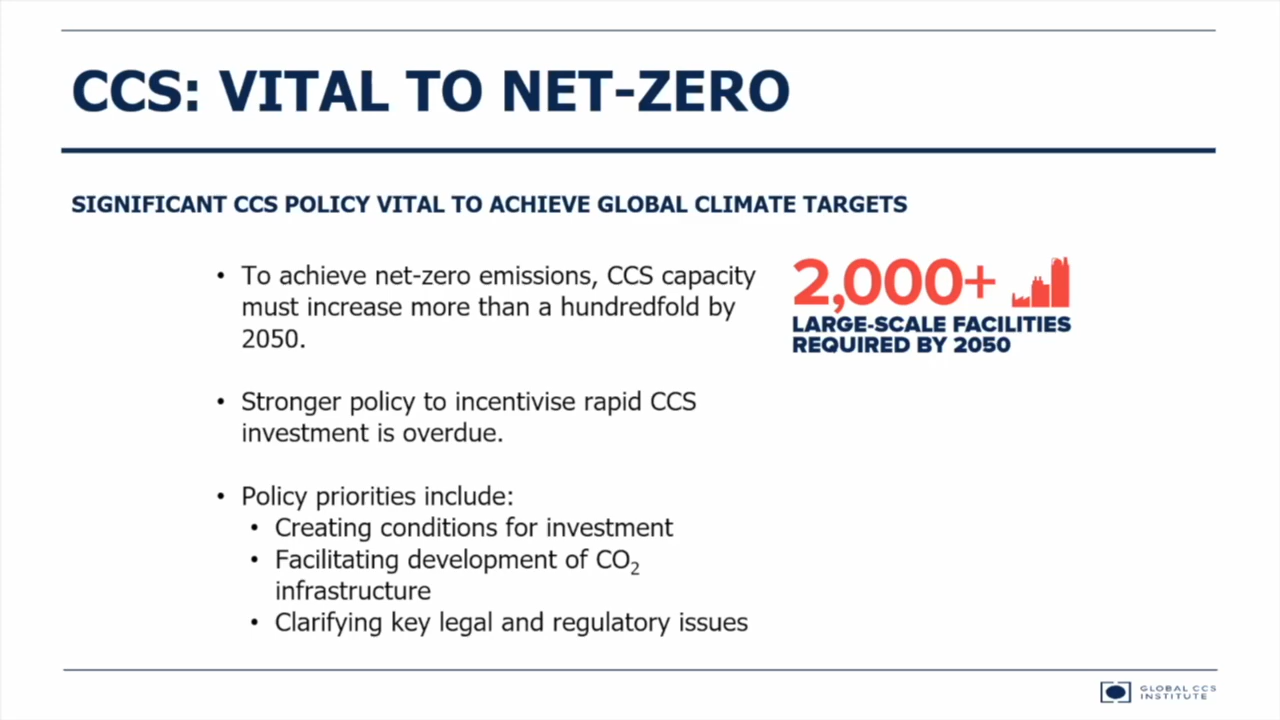 CCS: VITAL TO NET-ZERO
SIGNIFICANT CCS POLICY VITAL TO ACHIEVE GLOBAL CLIMATE TARGETS
• To achieve net-zero emissions, CCS capacity
must increase more than a hundredfold by
2050.
• Stronger policy to incentivise rapid CCS
investment is overdue.
• Policy priorities include:
• Creating conditions for investment
• Facilitating development of CO₂
infrastructure
• Clarifying key legal and regulatory issues
2,000+
LARGE-SCALE FACILITIES
REQUIRED BY 2050
GLOBAL CCS
INSTITUTE